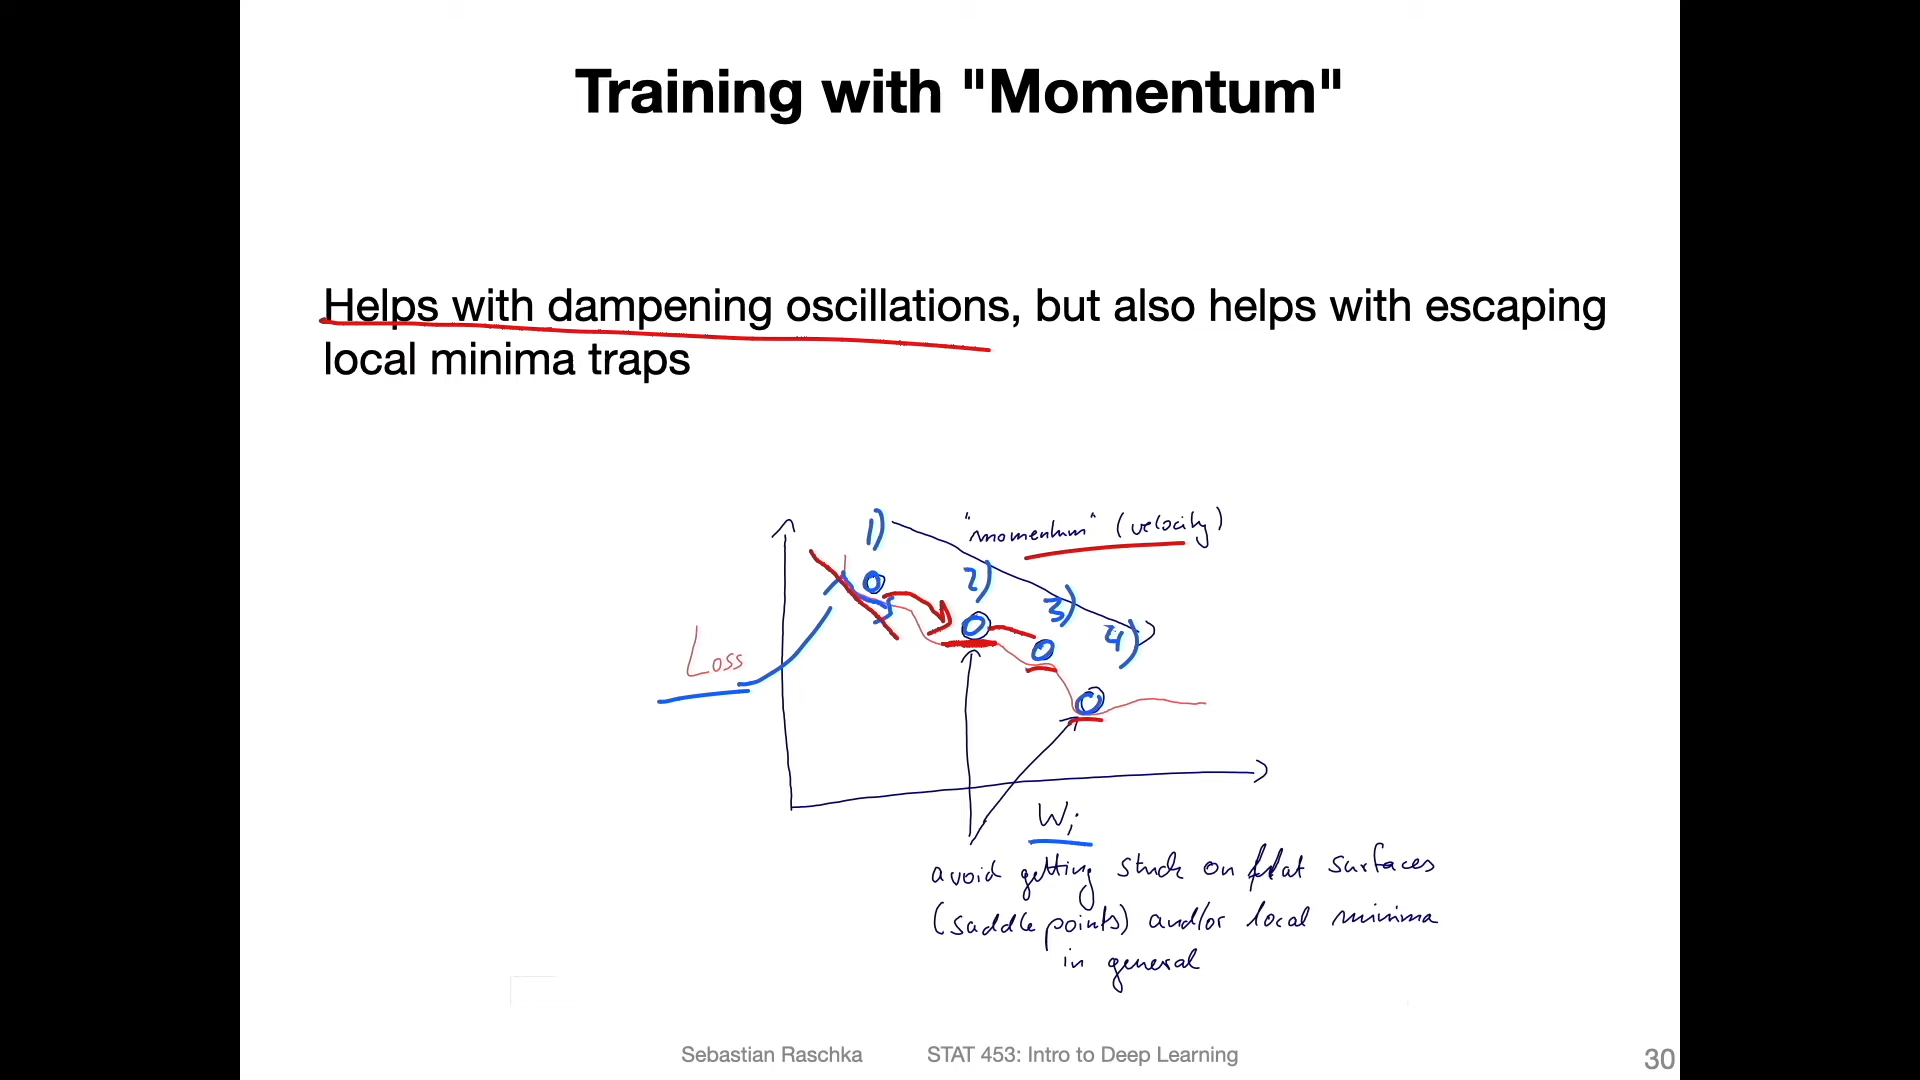 Training with "Momentum"
Helps with dampening oscillations, but also helps with escaping
local minima traps
1)
"momentum" (velocity)
2)
3)
4)
Loss
Wi
avoid getting stuck on flat surfaces
(saddle points) and/or local minima
in general
Sebastian Raschka STAT 453: Intro to Deep Learning 30